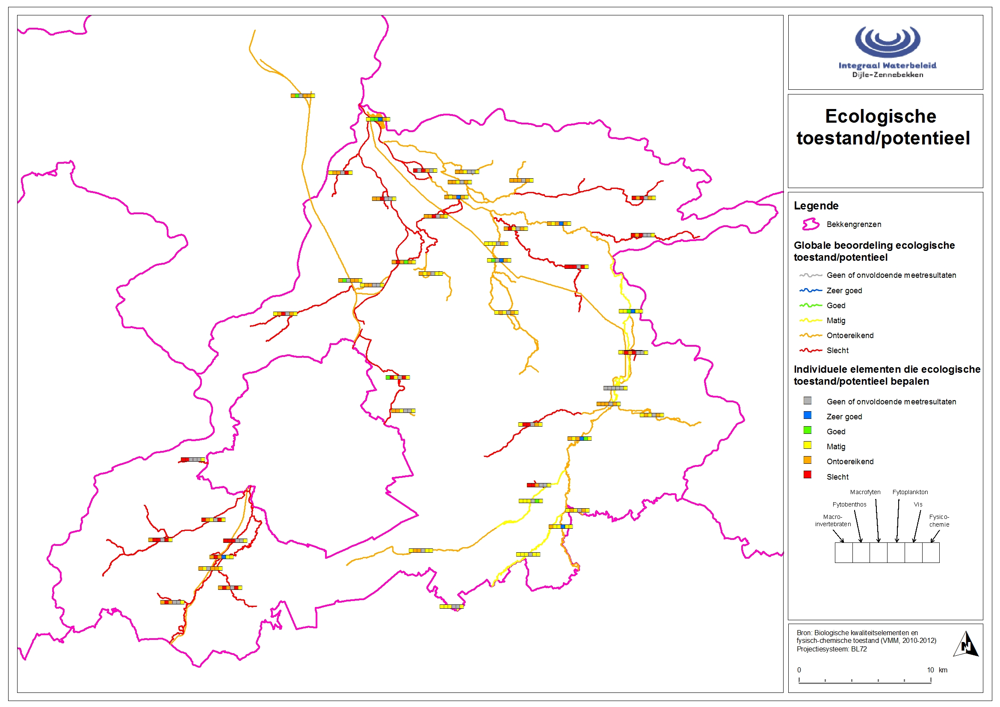 Integraal Waterbeleid
Dijle-Zennebekken
Ecologische
toestand/potentieel
Legende
Bekkengrenzen
Globale beoordeling ecologische
toestand/potentieel
Geen of onvoldoende meetresultaten
Zeer goed
Goed
Matig
Ontoereikend
Slecht
Individuele elementen die ecologische
toestand/potentieel bepalen
Geen of onvoldoende meetresultaten
Zeer goed
Goed
Matig
Ontoereikend
Slecht
Macrofyten Fytoplankton
Fytobenthos Vis
Macro-
invertebraten
Fysico-
chemie
Bron: Biologische kwaliteitselementen en
fysisch-chemische toestand (VMM, 2010-2012)
Projectiesysteem: BL72
N
0 10 km